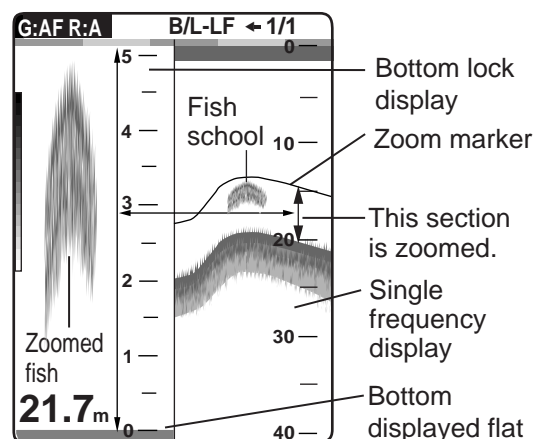 G:AF R:A
B/L-LF ← 1/1
5
4
3
2
1
0
0
10
20
30
40
Fish
school
Zoomed
fish
21.7m
Bottom lock
display
Zoom marker
This section
is zoomed.
Single
frequency
display
Bottom
displayed flat